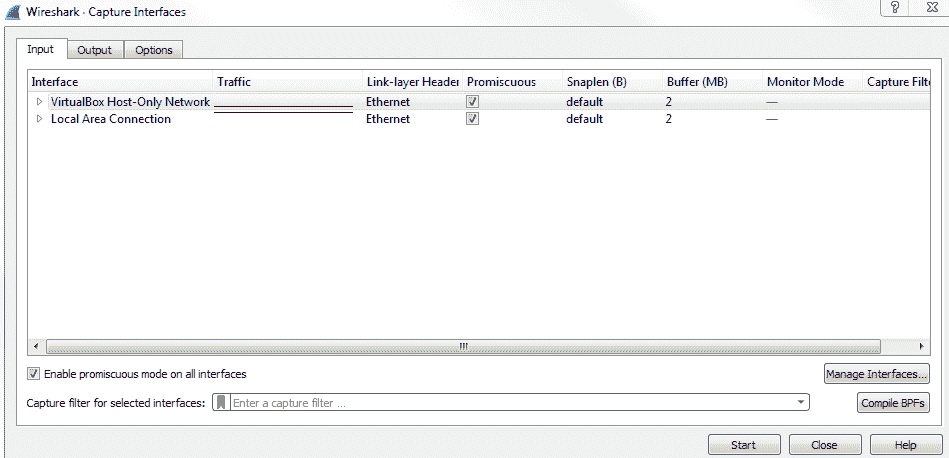 Wireshark - Capture Interfaces
Input Output Options
Interface Traffic Link-layer Header Promiscuous Snaplen (B) Buffer (MB) Monitor Mode Capture Filte
VirtualBox Host-Only Network Ethernet default 2 —
Local Area Connection Ethernet default 2 —
Enable promiscuous mode on all interfaces Manage Interfaces...
Capture filter for selected interfaces: Enter a capture filter ... Compile BPFs
Start Close Help